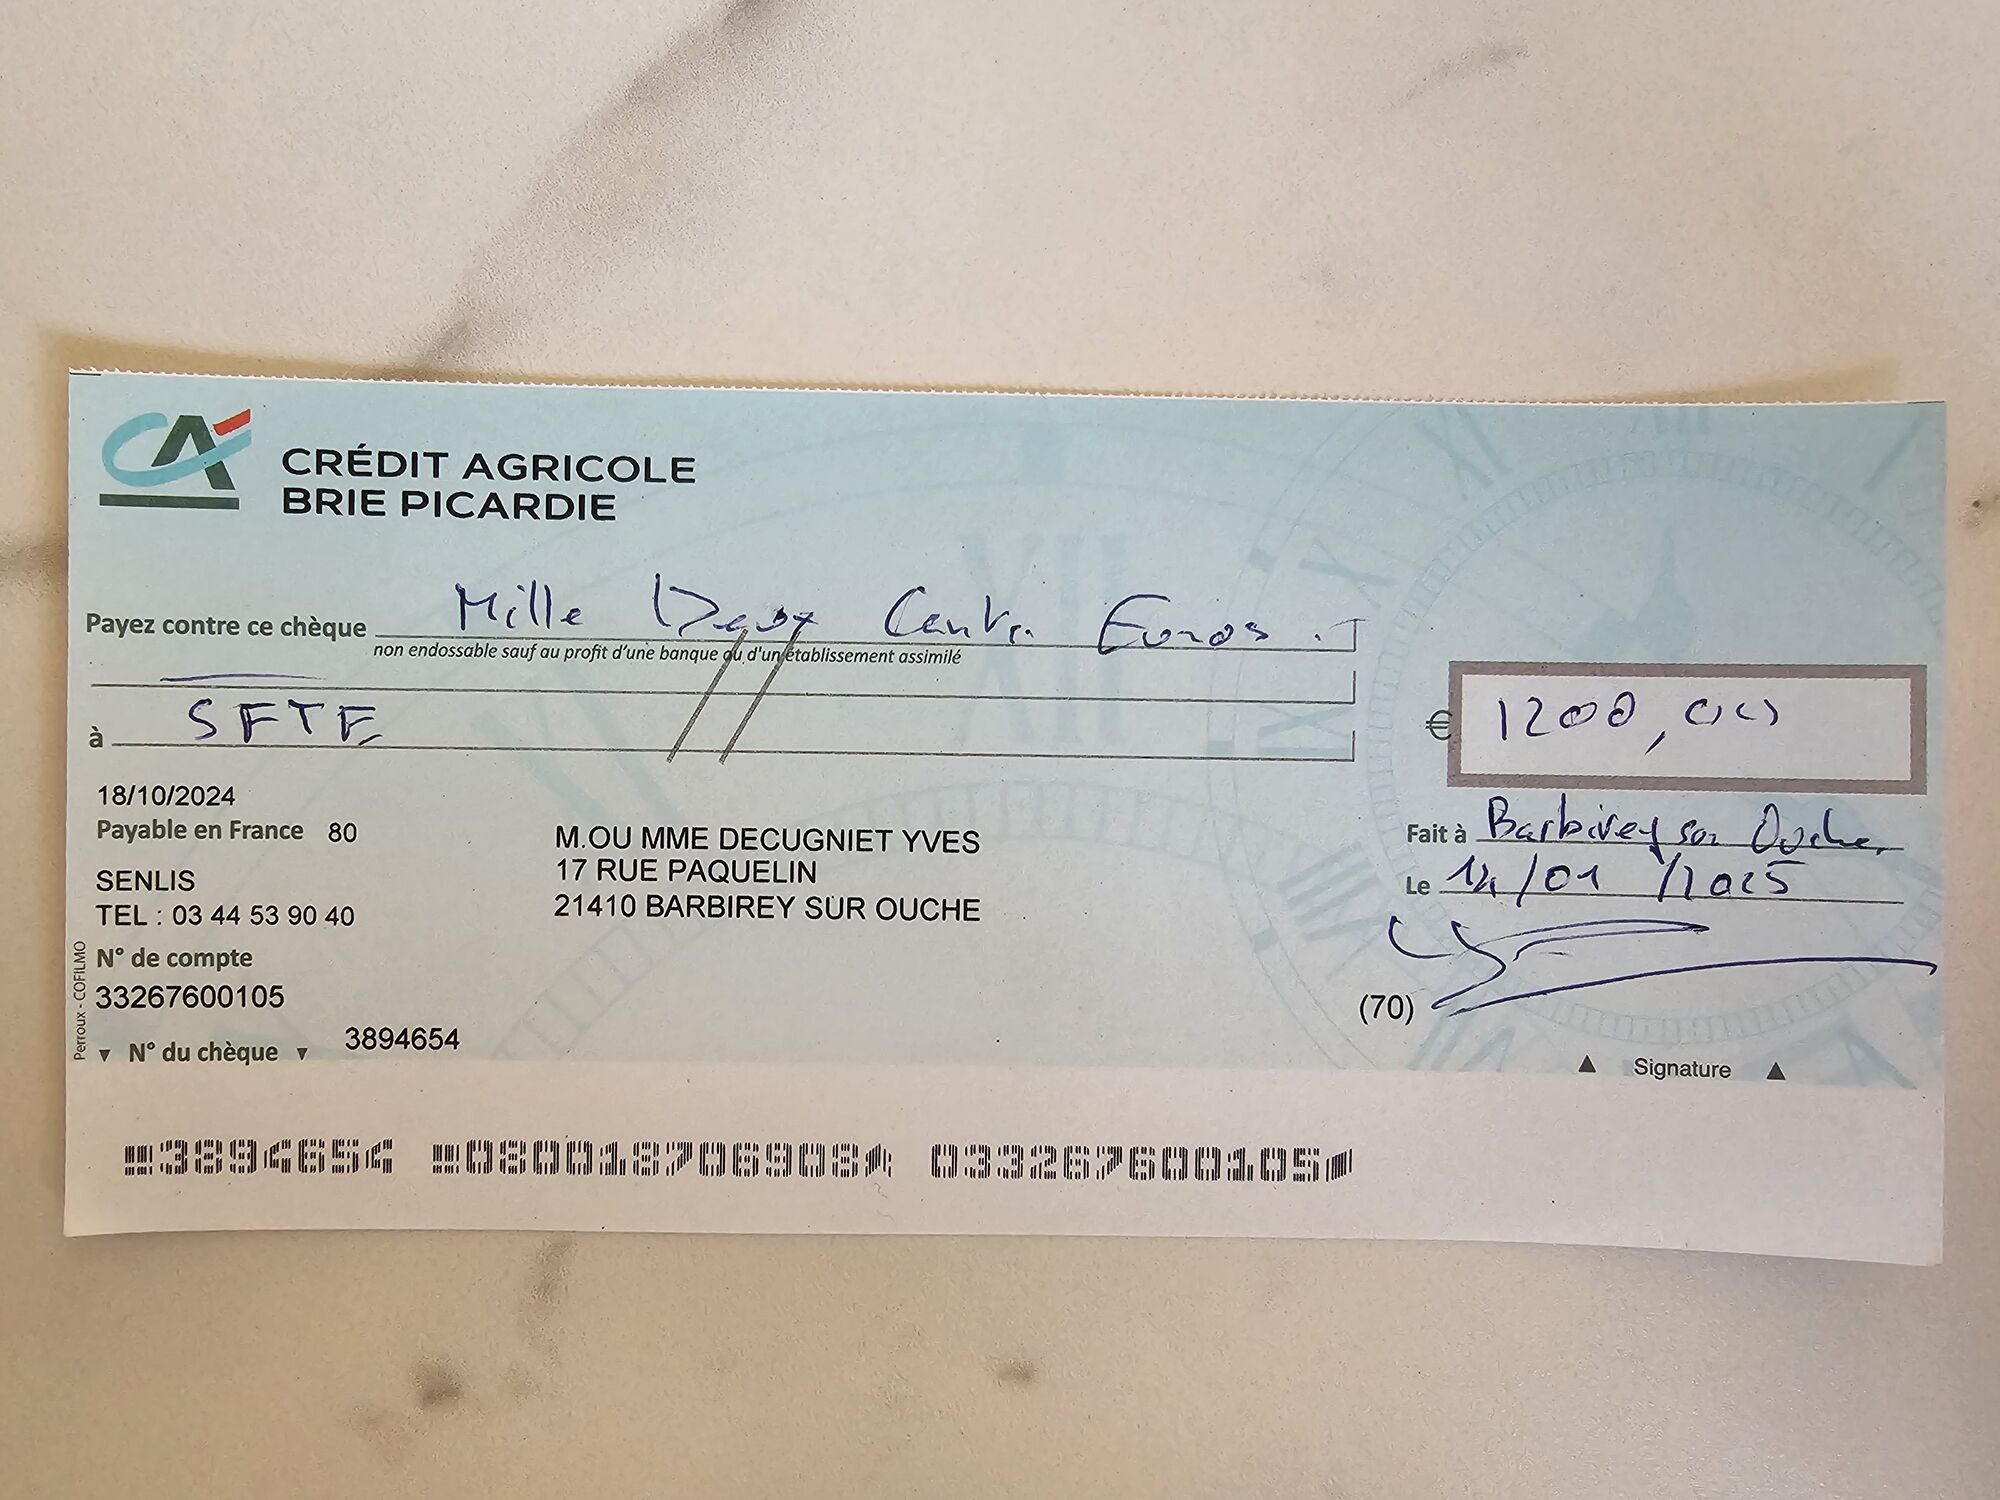 CA
CRÉDIT AGRICOLE
BRIE PICARDIE
Payez contre ce chèque Mille Deux Cents Euros
non endossable sauf au profit d'une banque ou d'un établissement assimilé
à SFTE
€ 1200,00
18/10/2024
Payable en France 80
SENLIS
TEL : 03 44 53 90 40
N° de compte
33267600105
N° du chèque 3894654
Perroux - COFILMO
M.OU MME DECUGNIET YVES
17 RUE PAQUELIN
21410 BARBIREY SUR OUCHE
Fait à Barbirey sur Ouche
Le 14/01/2025
(70)
Signature
3894654 080018706908 033267600105